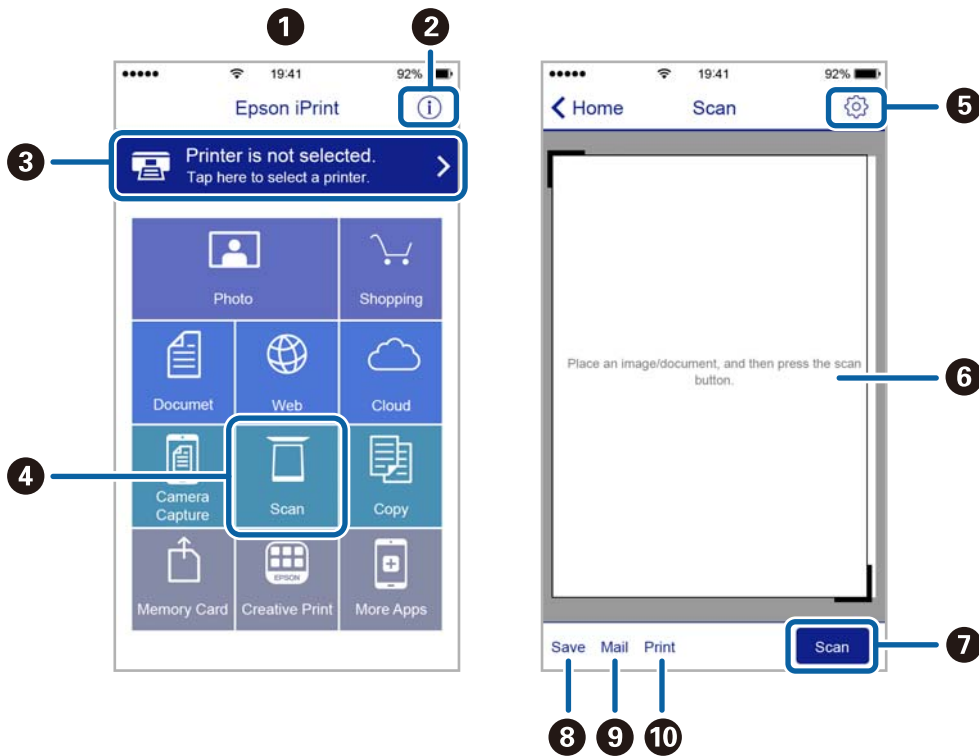 1
2
19:41
92%
Epson iPrint
i
3
Printer is not selected.
Tap here to select a printer.
Photo
Shopping
Documet
Web
Cloud
4
Camera
Capture
Scan
Copy
EPSON
Memory Card
Creative Print
More Apps
19:41
92%
Home
Scan
5
Place an image/document, and then press the scan
button.
6
Save
Mail
Print
Scan
7
8
9
10